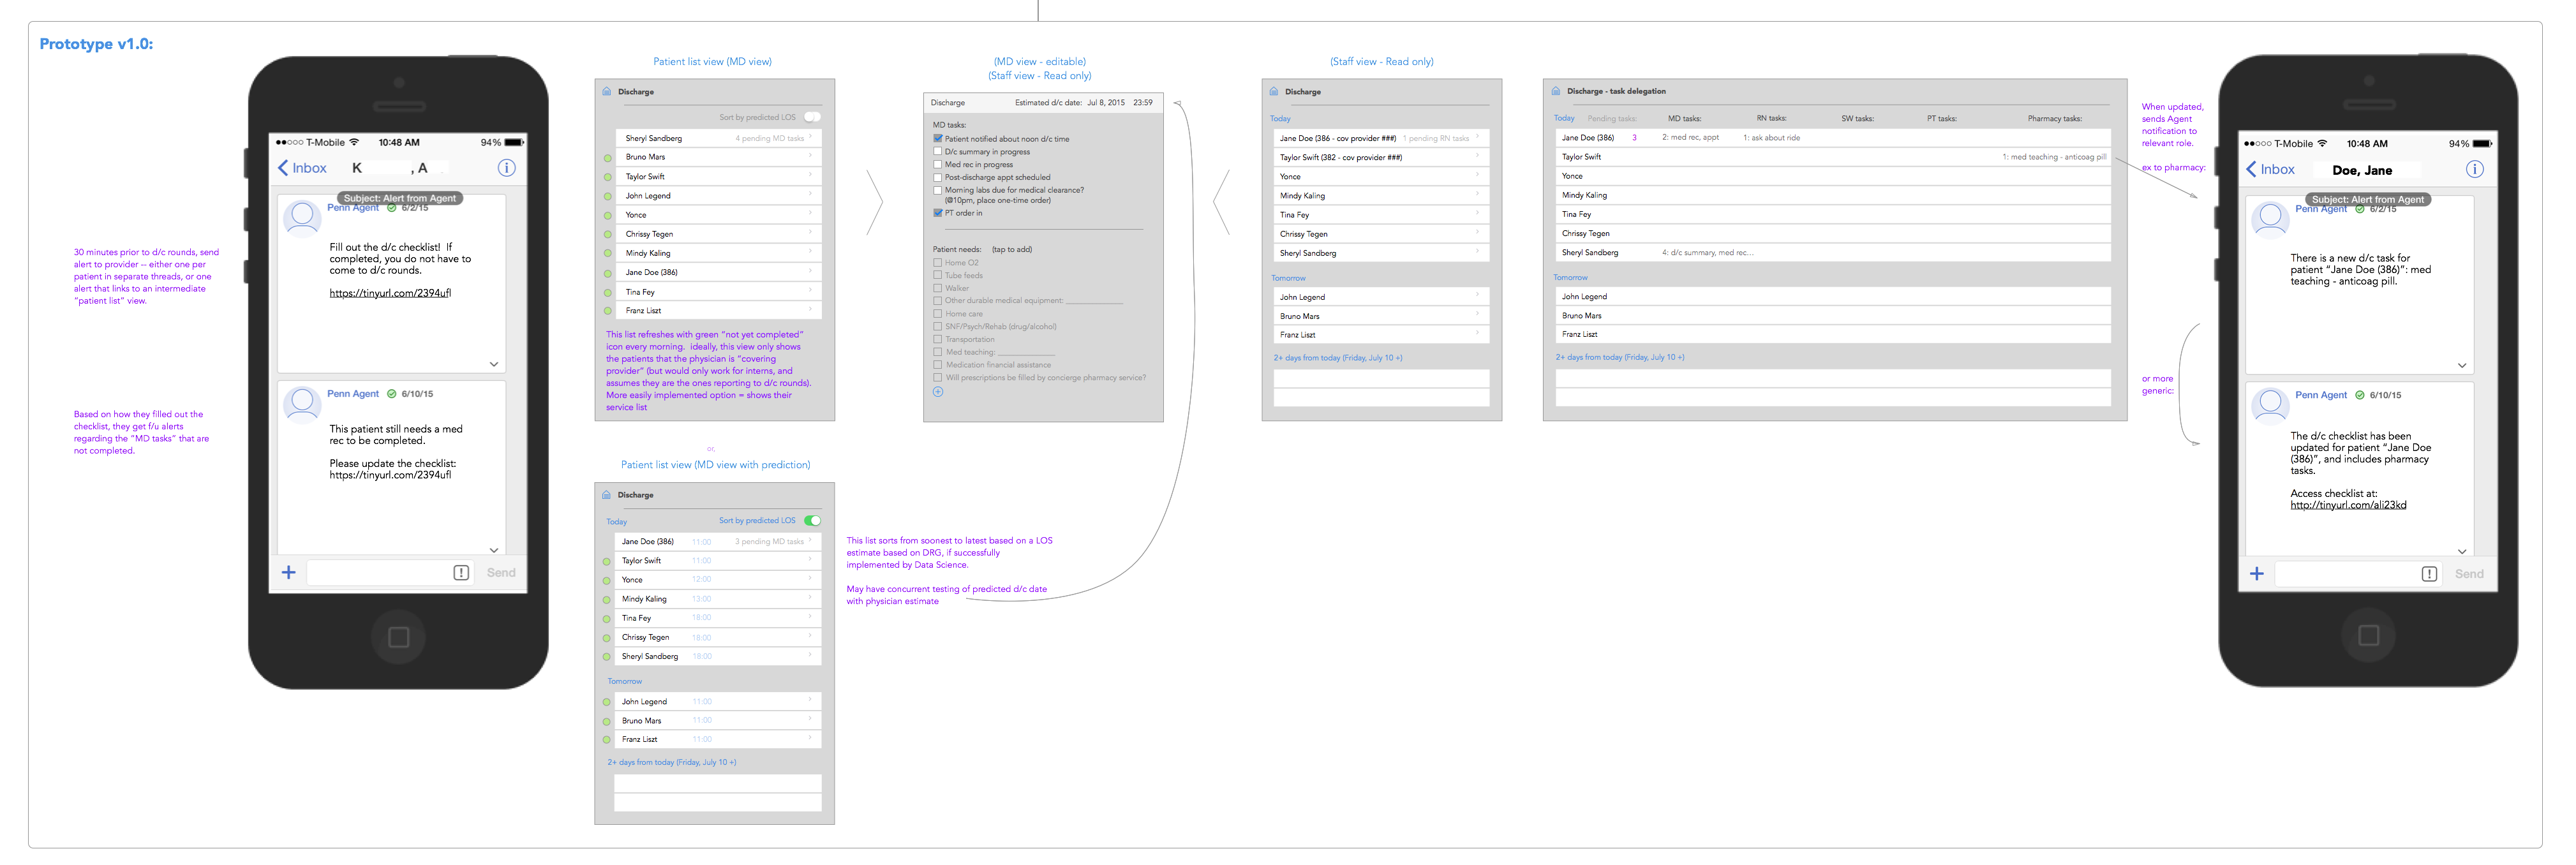 Prototype v1.0:
30 minutes prior to d/c rounds, send
alert to provider -- either one per
patient in separate threads, or one
alert that links to an intermediate
"patient list" view.
Based on how they filled out the
checklist, they get f/u alerts
regarding the "MD tasks" that are
not completed.
T-Mobile 10:48 AM 94%
Inbox K , A
Subject: Alert from Agent
Penn Agent 6/2/15
Fill out the d/c checklist! If
completed, you do not have to
come to d/c rounds.
https://tinyurl.com/2394ufl
Penn Agent 6/10/15
This patient still needs a med
rec to be completed.
Please update the checklist:
https://tinyurl.com/2394ufl
Send
Patient list view (MD view)
Discharge
Sort by predicted LOS
Sheryl Sandberg 4 pending MD tasks
Bruno Mars
Taylor Swift
John Legend
Yonce
Chrissy Tegen
Mindy Kaling
Jane Doe (386)
Tina Fey
Franz Liszt
This list refreshes with green "not yet completed"
icon every morning. ideally, this view only shows
the patients that the physician is "covering
provider" (but would only work for interns, and
assumes they are the ones reporting to d/c rounds).
More easily implemented option = shows their
service list
or,
Patient list view (MD view with prediction)
Discharge
Today Sort by predicted LOS
Jane Doe (386) 11:00 3 pending MD tasks
Taylor Swift 11:00
Yonce 12:00
Mindy Kaling 13:00
Tina Fey 18:00
Chrissy Tegen 18:00
Sheryl Sandberg 18:00
Tomorrow
John Legend 11:00
Bruno Mars 11:00
Franz Liszt 11:00
2+ days from today (Friday, July 10 +)
This list sorts from soonest to latest based on a LOS
estimate based on DRG, if successfully
implemented by Data Science.
May have concurrent testing of predicted d/c date
with physician estimate
(MD view - editable)
(Staff view - Read only)
Discharge Estimated d/c date: Jul 8, 2015 23:59
MD tasks:
Patient notified about noon d/c time
D/c summary in progress
Med rec in progress
Post-discharge appt scheduled
Morning labs due for medical clearance?
(@10pm, place one-time order)
PT order in
Patient needs: (tap to add)
Home O2
Tube feeds
Walker
Other durable medical equipment:
Home care
SNF/Psych/Rehab (drug/alcohol)
Transportation
Med teaching:
Medication financial assistance
Will prescriptions be filled by concierge pharmacy service?
(Staff view - Read only)
Discharge
Today
Jane Doe (386 - cov provider ###) 1 pending RN tasks
Taylor Swift (382 - cov provider ###)
Yonce
Mindy Kaling
Tina Fey
Chrissy Tegen
Sheryl Sandberg
Tomorrow
John Legend
Bruno Mars
Franz Liszt
2+ days from today (Friday, July 10 +)
Discharge - task delegation
Today Pending tasks: MD tasks: RN tasks: SW tasks: PT tasks: Pharmacy tasks:
Jane Doe (386) 3 2: med rec, appt 1: ask about ride
Taylor Swift 1: med teaching - anticoag pill
Yonce
Mindy Kaling
Tina Fey
Chrissy Tegen
Sheryl Sandberg 4: d/c summary, med rec...
Tomorrow
John Legend
Bruno Mars
Franz Liszt
2+ days from today (Friday, July 10 +)
When updated,
sends Agent
notification to
relevant role.
ex to pharmacy:
or more
generic:
T-Mobile 10:48 AM 94%
Inbox Doe, Jane
Subject: Alert from Agent
Penn Agent 6/2/15
There is a new d/c task for
patient "Jane Doe (386)": med
teaching - anticoag pill.
Penn Agent 6/10/15
The d/c checklist has been
updated for patient "Jane Doe
(386)", and includes pharmacy
tasks.
Access checklist at:
http://tinyurl.com/ali23kd
Send